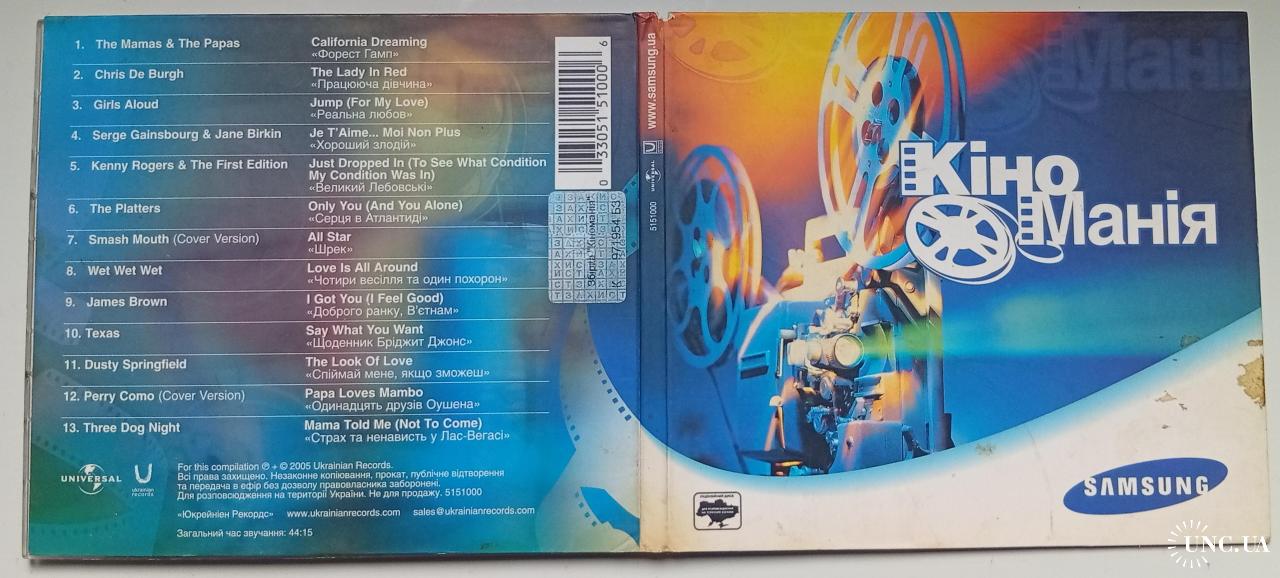 1. The Mamas & The Papas California Dreaming
«Форест Гамп»
2. Chris De Burgh The Lady In Red
«Працююча дівчина»
3. Girls Aloud Jump (For My Love)
«Реальна любов»
4. Serge Gainsbourg & Jane Birkin Je T'Aime... Moi Non Plus
«Хороший злодій»
5. Kenny Rogers & The First Edition Just Dropped In (To See What Condition
My Condition Was In)
«Великий Лебовські»
6. The Platters Only You (And You Alone)
«Серця в Атлантиді»
7. Smash Mouth (Cover Version) All Star
«Шрек»
8. Wet Wet Wet Love Is All Around
«Чотири весілля та один похорон»
9. James Brown I Got You (I Feel Good)
«Доброго ранку, В'єтнам»
10. Texas Say What You Want
«Щоденник Бріджит Джонс»
11. Dusty Springfield The Look Of Love
«Спіймай мене, якщо зможеш»
12. Perry Como (Cover Version) Papa Loves Mambo
«Одинадцять друзів Оушена»
13. Three Dog Night Mama Told Me (Not To Come)
«Страх та ненависть у Лас-Вегасі»
UNIVERSAL
ukrainian
records
For this compilation ℗ + © 2005 Ukrainian Records.
Всі права захищено. Незаконне копіювання, прокат, публічне відтворення
та передача в ефір без дозволу правовласника заборонені.
Для розповсюдження на території України. Не для продажу. 5151000
«Юкрейніен Рекордс» www.ukrainianrecords.com sales@ukrainianrecords.com
Загальний час звучання: 44:15
0 33051 51000 6
www.samsung.ua
UNIVERSAL
5151000
Мані
Кіно
Манія
SAMSUNG
UNC.UA